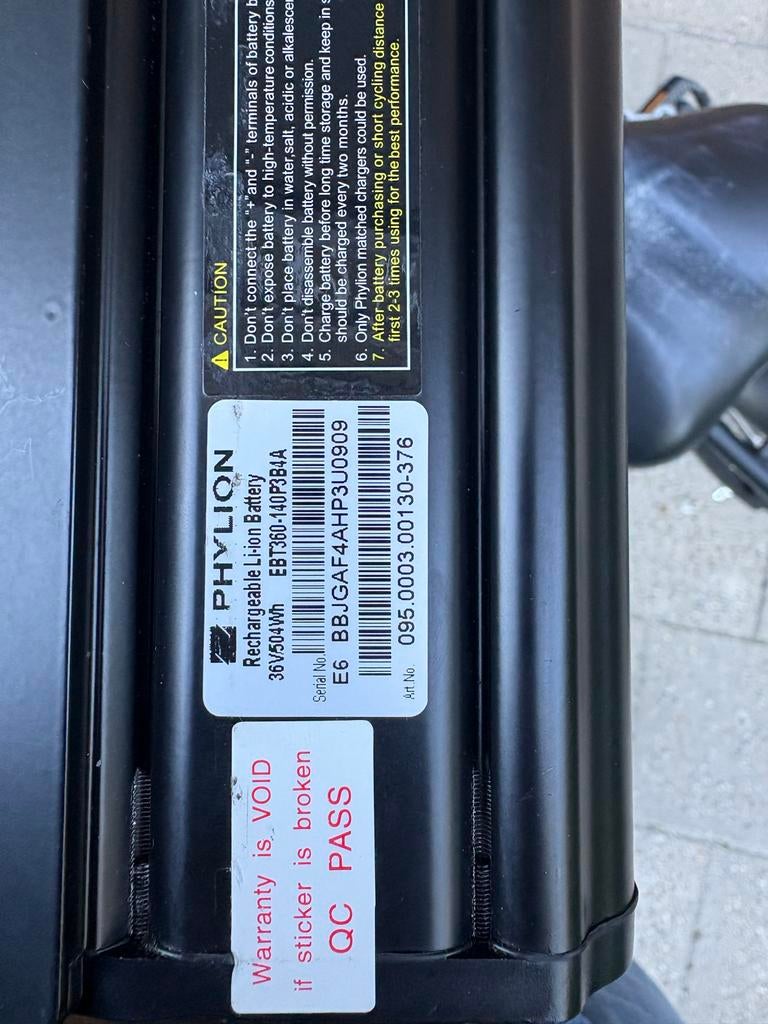 ⚠ CAUTION
1. Don't connect the "+"and "-" terminals of battery
2. Don't expose battery to high-temperature conditions
3. Don't place battery in water,salt, acidic or
4. Don't disassemble battery without permission.
5. Charge battery before long time storage and keep in
should be charged every two months.
6. Only Phylion matched chargers could be used.
7. After battery purchasing or short cycling distance
first 2-3 times using for the best performance.
PHYLION
Rechargeable Li-ion Battery
36V/504Wh EBT360-140P3B4A
Serial No
E6 BBJGAF4AHP3U0909
Art.No. 095.0003.00130-376
Warranty is VOID
if sticker is broken
QC PASS